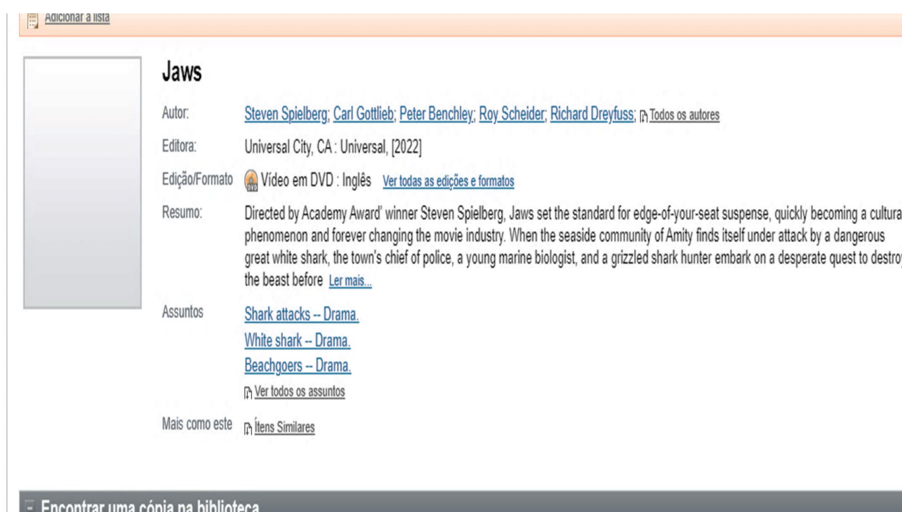 Adicionar a lista
Jaws
Autor: Steven Spielberg; Carl Gottlieb; Peter Benchley; Roy Scheider; Richard Dreyfuss; Todos os autores
Editora: Universal City, CA : Universal, [2022]
Edição/Formato Vídeo em DVD : Inglês Ver todas as edições e formatos
Resumo: Directed by Academy Award' winner Steven Spielberg, Jaws set the standard for edge-of-your-seat suspense, quickly becoming a cultura
phenomenon and forever changing the movie industry. When the seaside community of Amity finds itself under attack by a dangerous
great white shark, the town's chief of police, a young marine biologist, and a grizzled shark hunter embark on a desperate quest to destroy
the beast before Ler mais...
Assuntos Shark attacks -- Drama.
White shark -- Drama.
Beachgoers -- Drama.
Ver todos os assuntos
Mais como este Ítens Similares
Encontrar uma cópia na biblioteca